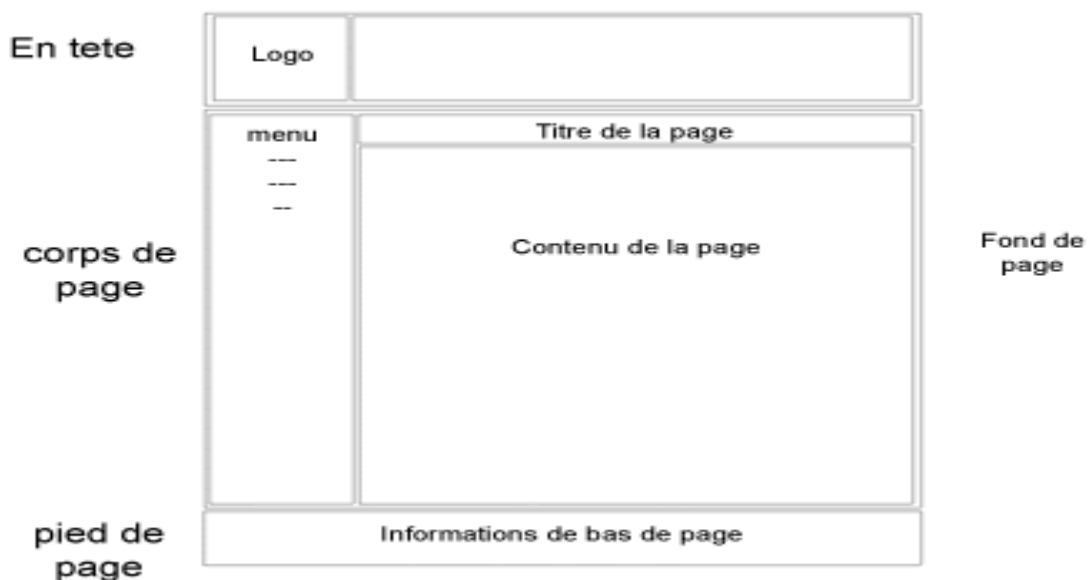 En tete
Logo
menu
---
---
--
Titre de la page
Contenu de la page
corps de
page
Fond de
page
pied de
page
Informations de bas de page